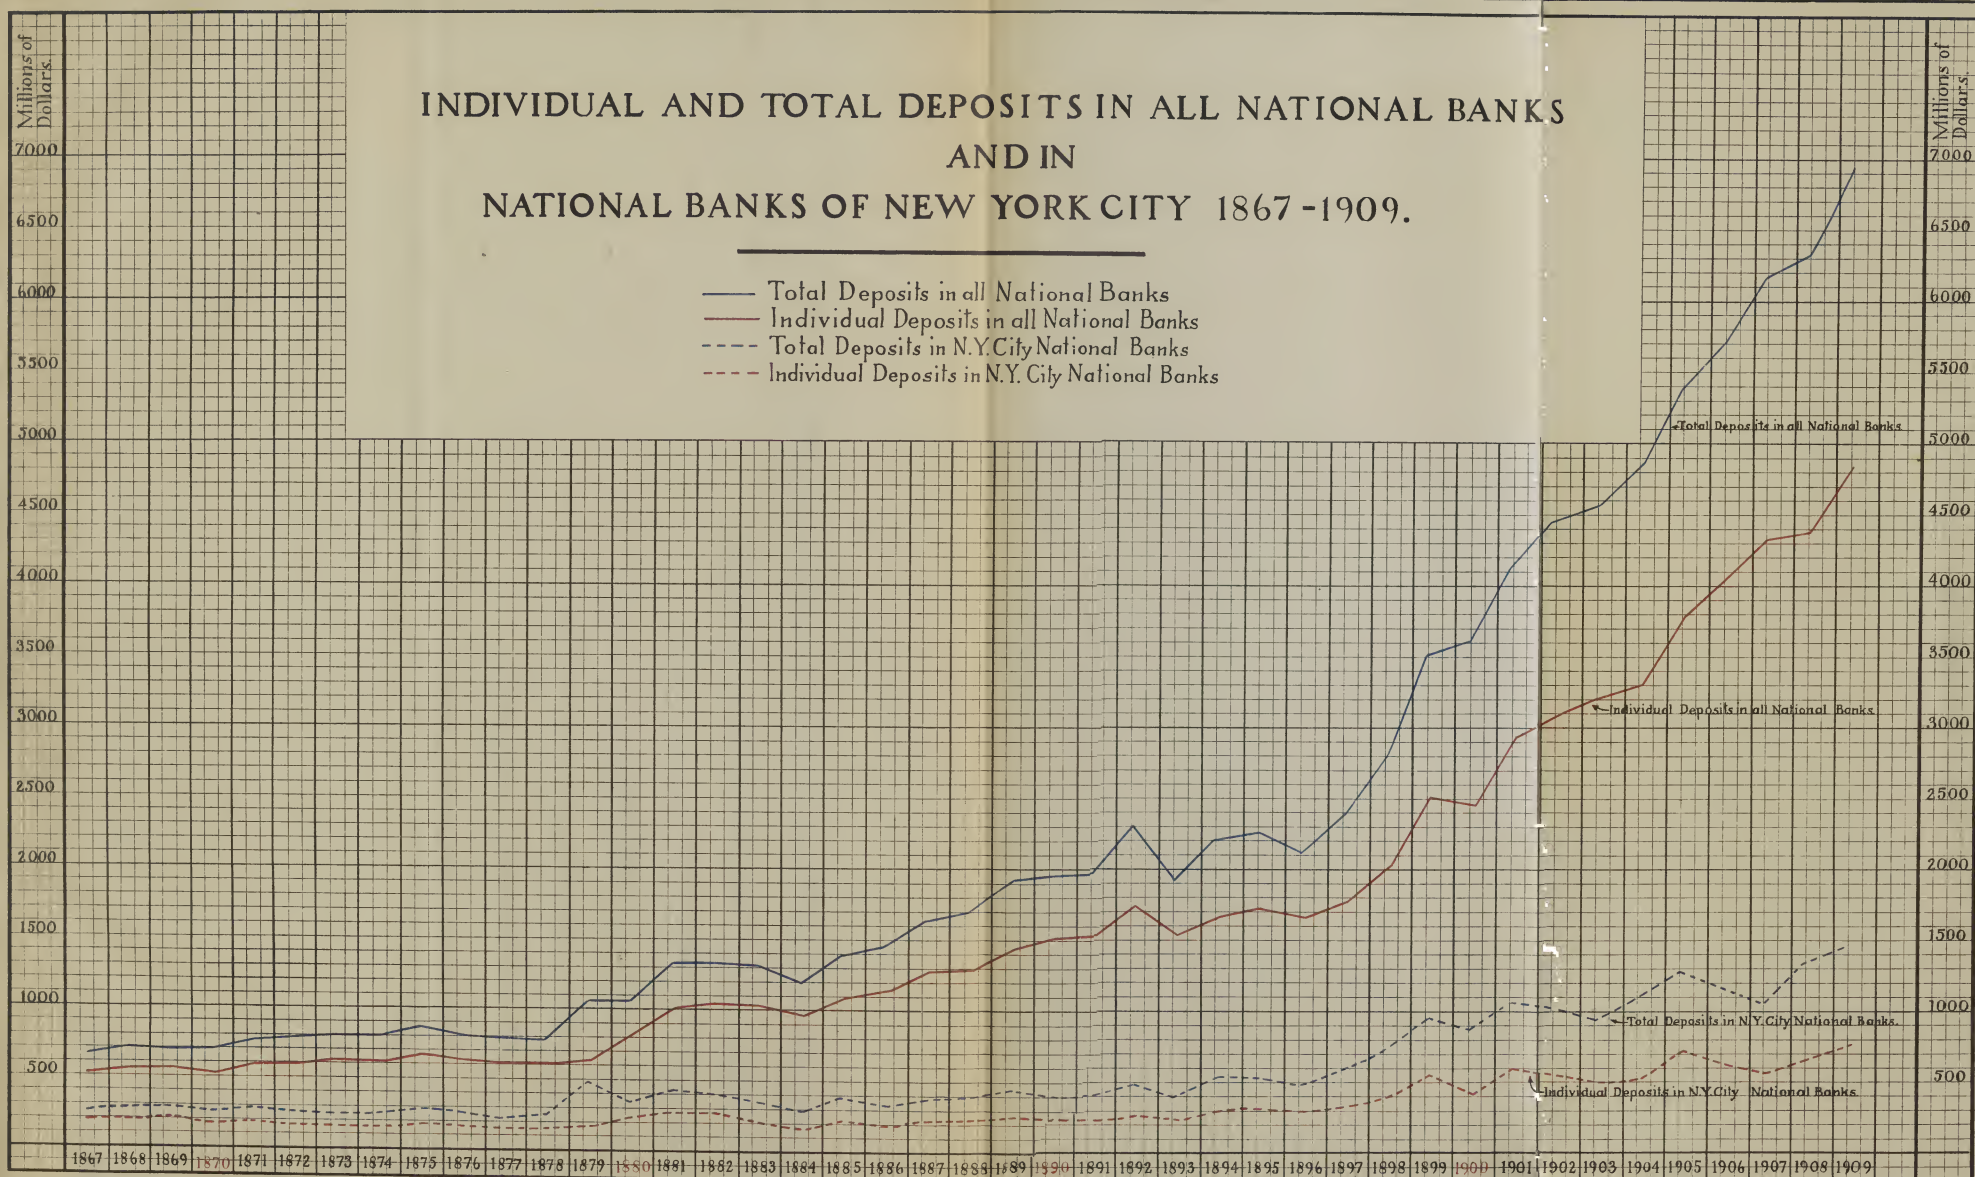 Millions of
Dollars.
INDIVIDUAL AND TOTAL DEPOSITS IN ALL NATIONAL BANKS
AND IN
NATIONAL BANKS OF NEW YORK CITY 1867-1909.
Total Deposits in all National Banks
Individual Deposits in all National Banks
Total Deposits in N.Y. City National Banks
Individual Deposits in N.Y. City National Banks
7000
6500
6000
5500
5000
4500
4000
3500
3000
2500
2000
1500
1000
500
Millions of
Dollars.
7000
6500
6000
5500
5000
4500
4000
3500
3000
2500
2000
1500
1000
500
Total Deposits in all National Banks
Individual Deposits in all National Banks
Total Deposits in N.Y. City National Banks.
Individual Deposits in N.Y. City National Banks
1867 1868 1869 1870 1871 1872 1873 1874 1875 1876 1877 1878 1879 1880 1881 1882 1883 1884 1885 1886 1887 1888 1889 1890 1891 1892 1893 1894 1895 1896 1897 1898 1899 1900 1901 1902 1903 1904 1905 1906 1907 1908 1909